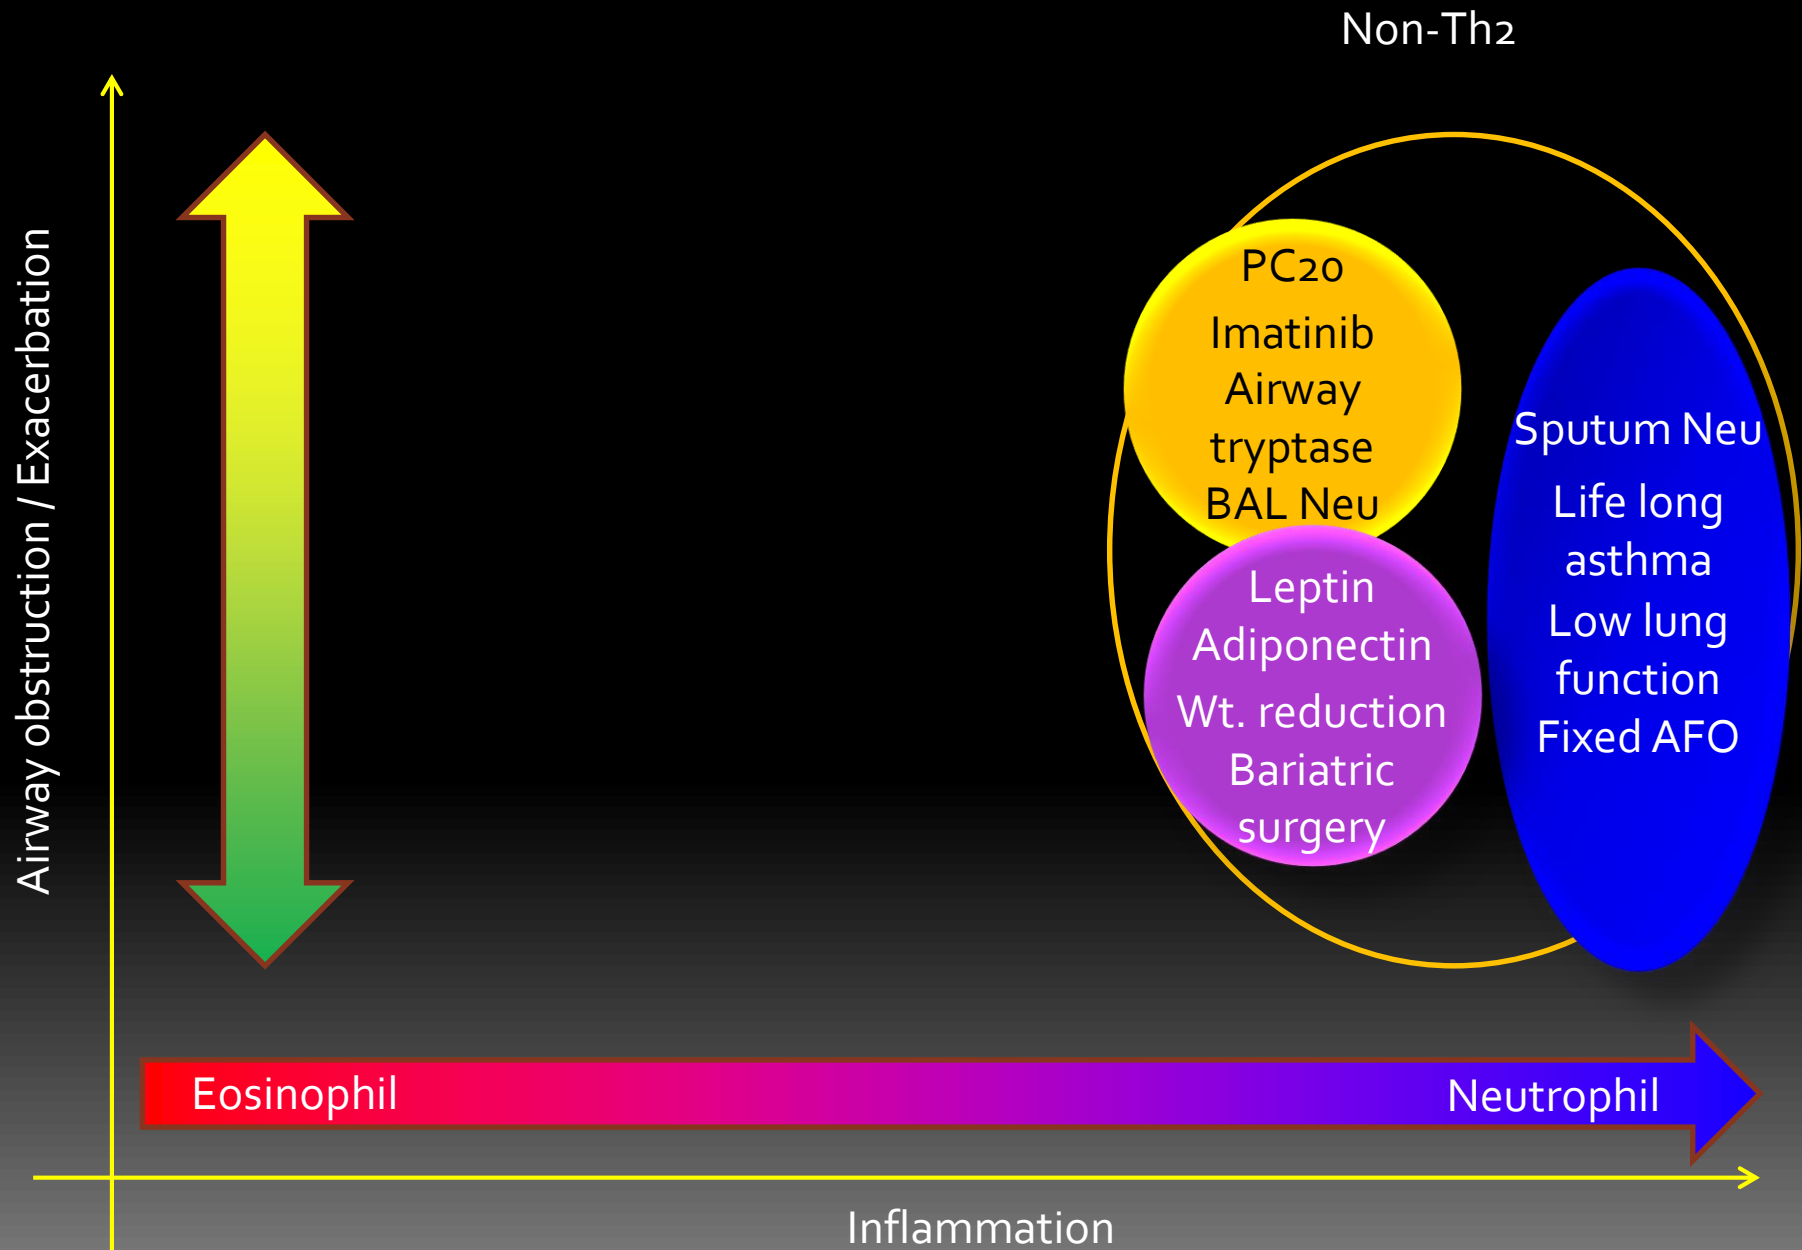 Non-Th2
Airway obstruction / Exacerbation
PC20
Imatinib
Airway
tryptase
BAL Neu
Leptin
Adiponectin
Wt. reduction
Bariatric
surgery
Sputum Neu
Life long
asthma
Low lung
function
Fixed AFO
Eosinophil
Neutrophil
Inflammation